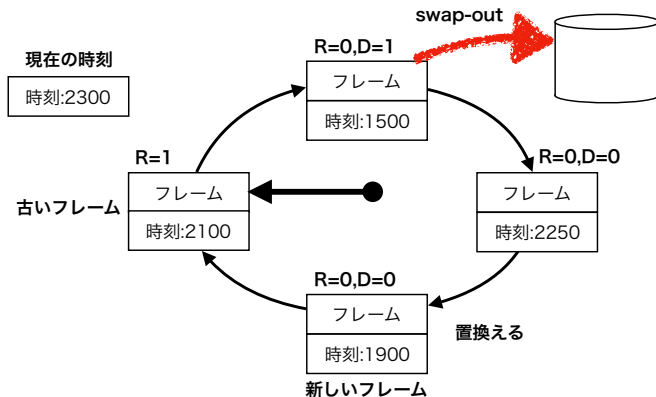 swap-out
R=0,D=1
現在の時刻
フレーム
時刻:2300
時刻:1500
R=1
R=0,D=0
フレーム
フレーム
古いフレーム
時刻:2100
時刻:2250
R=0,D=0
フレーム
置換える
時刻:1900
新しいフレーム